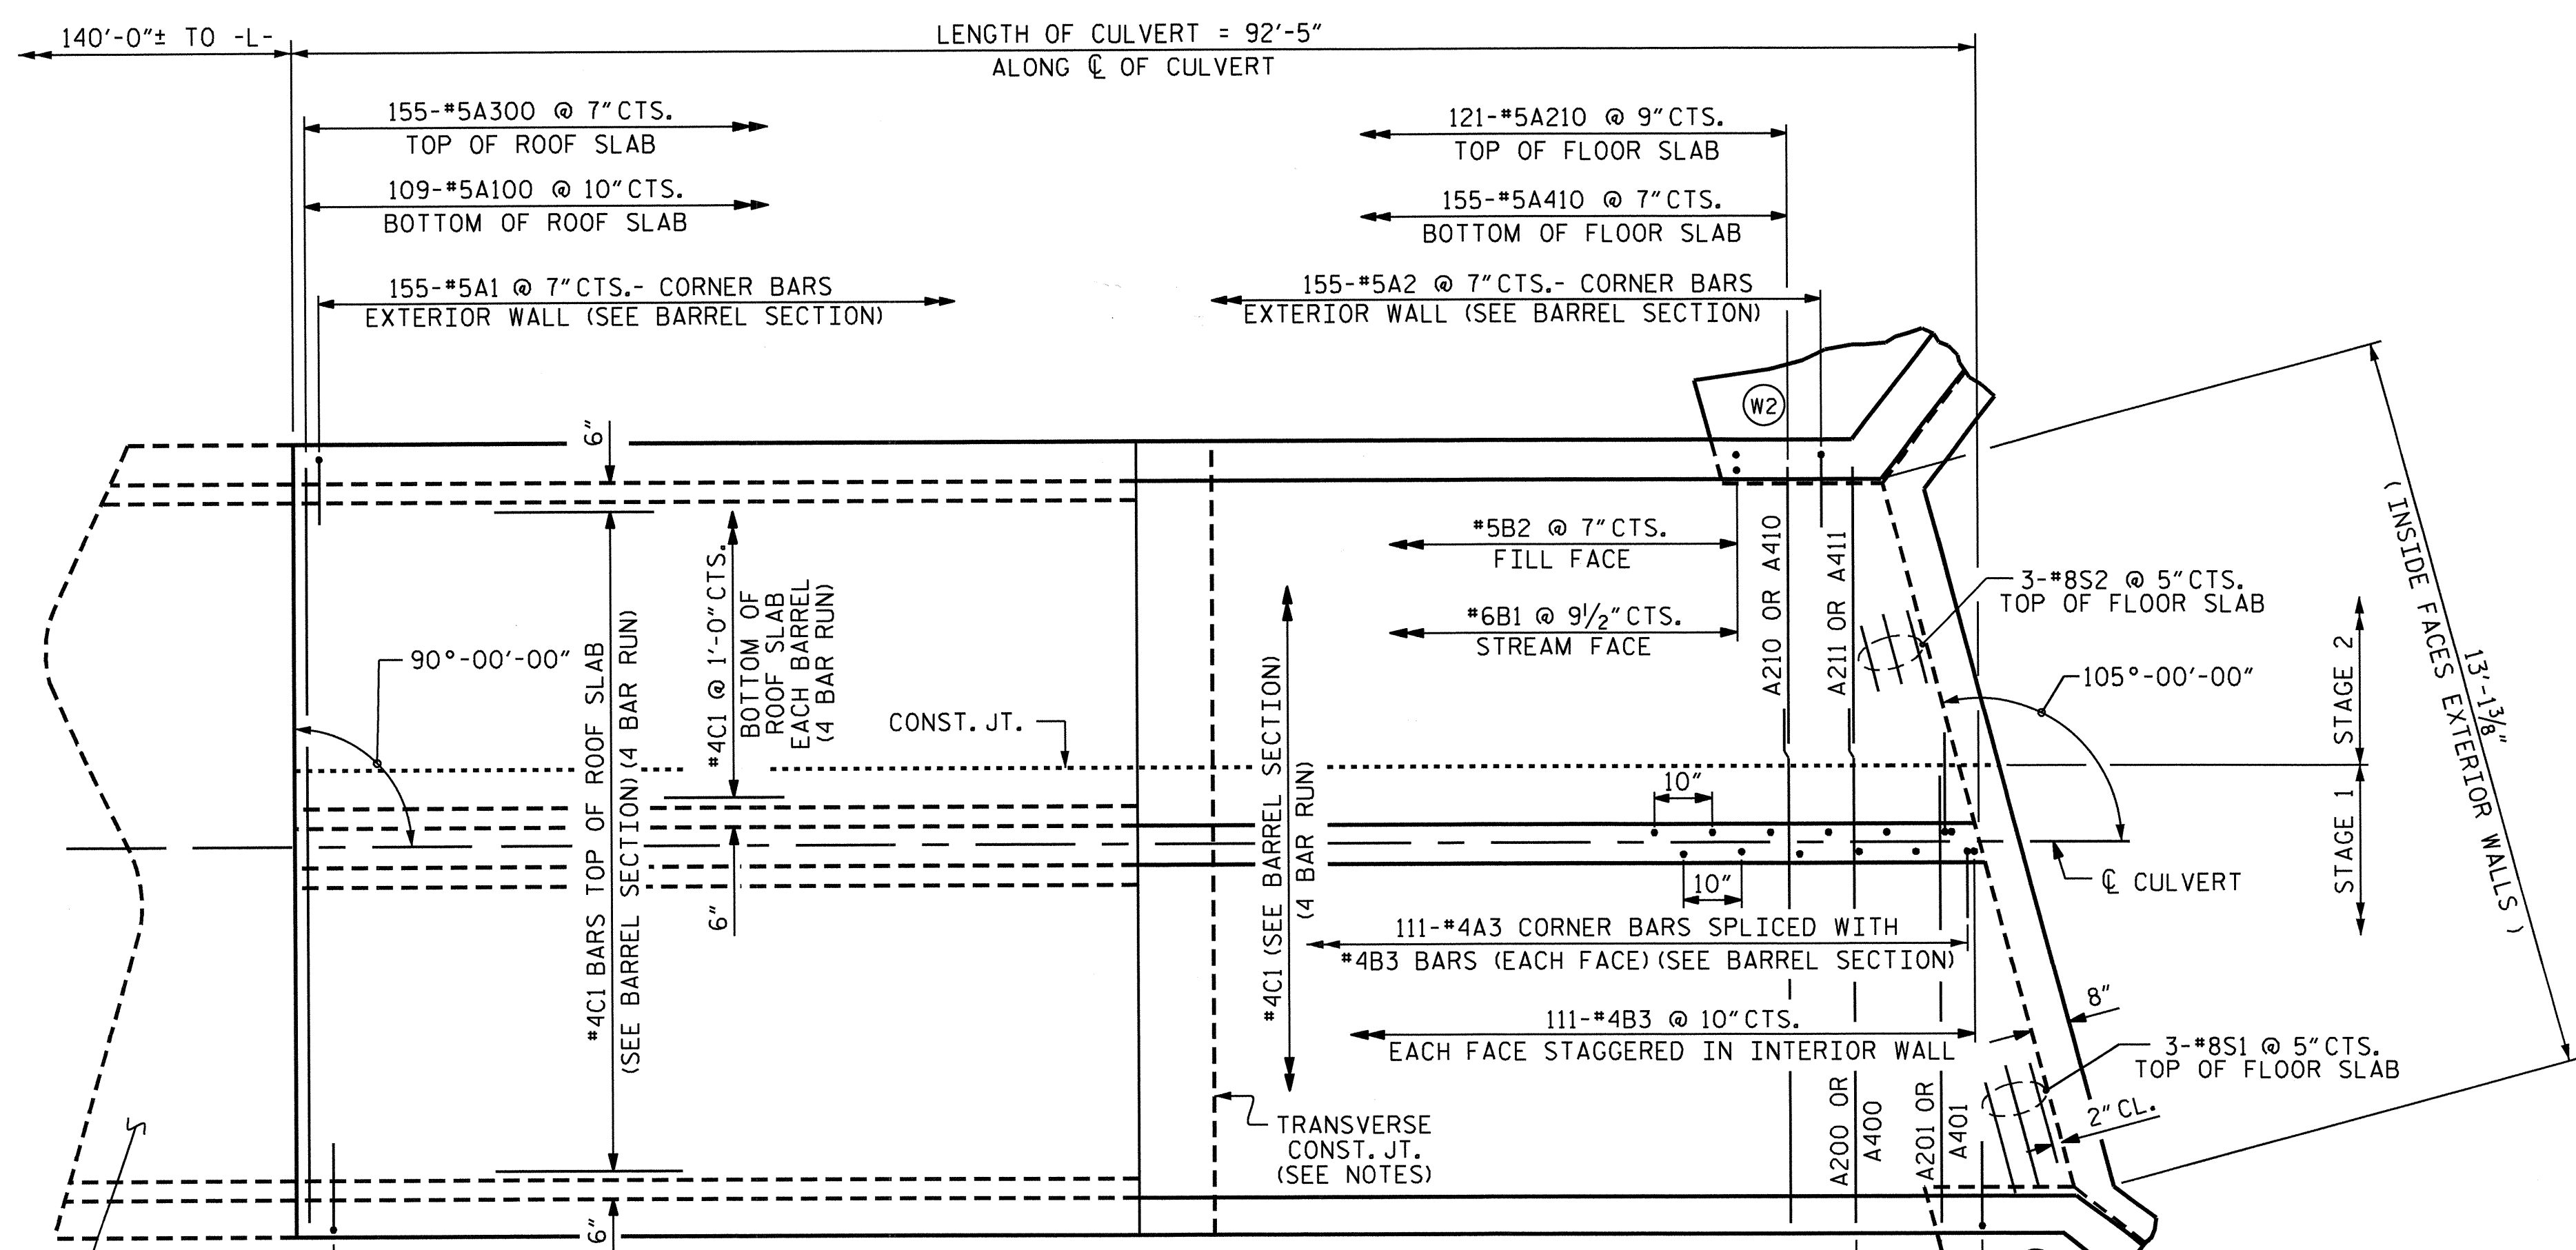 140'-0"± TO -L-
LENGTH OF CULVERT = 92'-5"
ALONG ℄ OF CULVERT
155-#5A300 @ 7"CTS.
TOP OF ROOF SLAB
109-#5A100 @ 10"CTS.
BOTTOM OF ROOF SLAB
155-#5A1 @ 7"CTS.- CORNER BARS
EXTERIOR WALL (SEE BARREL SECTION)
121-#5A210 @ 9"CTS.
TOP OF FLOOR SLAB
155-#5A410 @ 7"CTS.
BOTTOM OF FLOOR SLAB
155-#5A2 @ 7"CTS.- CORNER BARS
EXTERIOR WALL (SEE BARREL SECTION)
W2
6"
#5B2 @ 7"CTS.
FILL FACE
#6B1 @ 9½"CTS.
STREAM FACE
A210 OR A410
A211 OR A411
3-#8S2 @ 5"CTS.
TOP OF FLOOR SLAB
90°-00'-00"
#4C1 BARS TOP OF ROOF SLAB
(SEE BARREL SECTION) (4 BAR RUN)
#4C1 @ 1'-0"CTS.
BOTTOM OF
ROOF SLAB
EACH BARREL
(4 BAR RUN)
CONST. JT.
#4C1 (SEE BARREL SECTION)
(4 BAR RUN)
105°-00'-00"
STAGE 2
STAGE 1
13'-1⅜"
( INSIDE FACES EXTERIOR WALLS )
10"
10"
℄ CULVERT
6"
111-#4A3 CORNER BARS SPLICED WITH
#4B3 BARS (EACH FACE) (SEE BARREL SECTION)
8"
111-#4B3 @ 10"CTS.
EACH FACE STAGGERED IN INTERIOR WALL
3-#8S1 @ 5"CTS.
TOP OF FLOOR SLAB
2"CL.
TRANSVERSE
CONST. JT.
(SEE NOTES)
A200 OR
A400
A201 OR
A401
6"